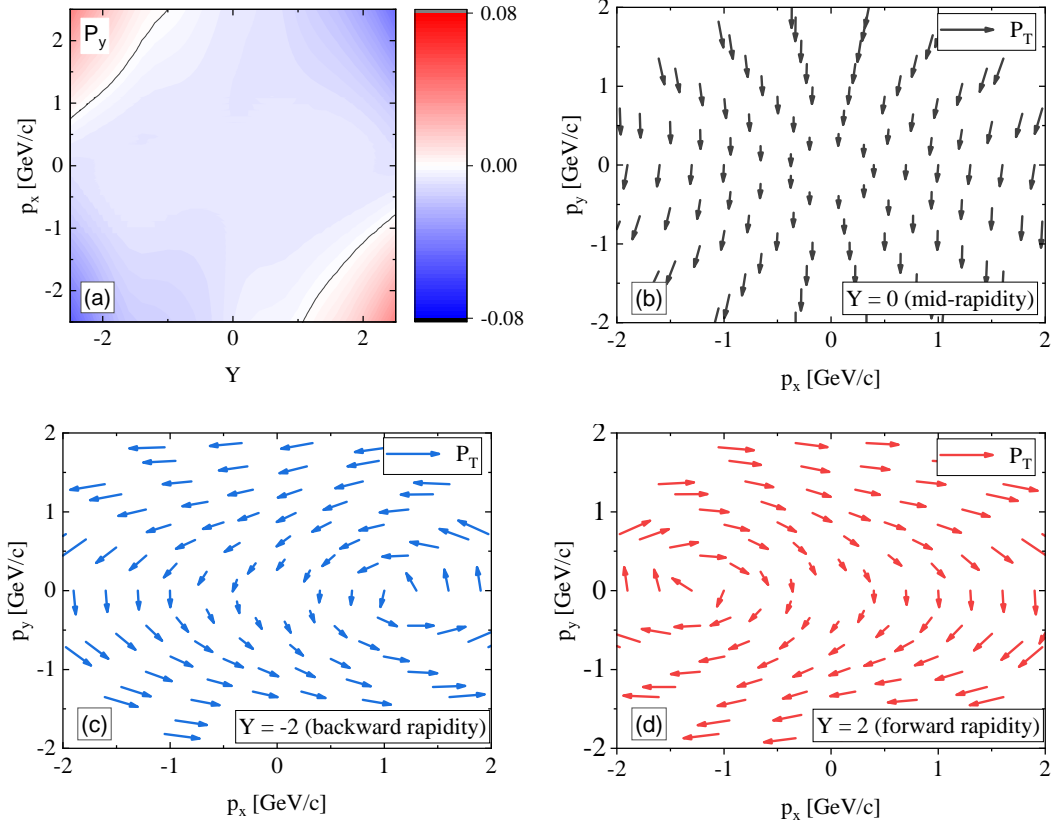 P_y
0.08
0.00
-0.08
2
1
0
-1
-2
p_x [GeV/c]
(a)
-2
0
2
Y
P_T
2
1
0
-1
-2
p_y [GeV/c]
(b)
Y = 0 (mid-rapidity)
-2
-1
0
1
2
p_x [GeV/c]
P_T
2
1
0
-1
-2
p_y [GeV/c]
(c)
Y = -2 (backward rapidity)
-2
-1
0
1
2
p_x [GeV/c]
P_T
2
1
0
-1
-2
p_y [GeV/c]
(d)
Y = 2 (forward rapidity)
-2
-1
0
1
2
p_x [GeV/c]